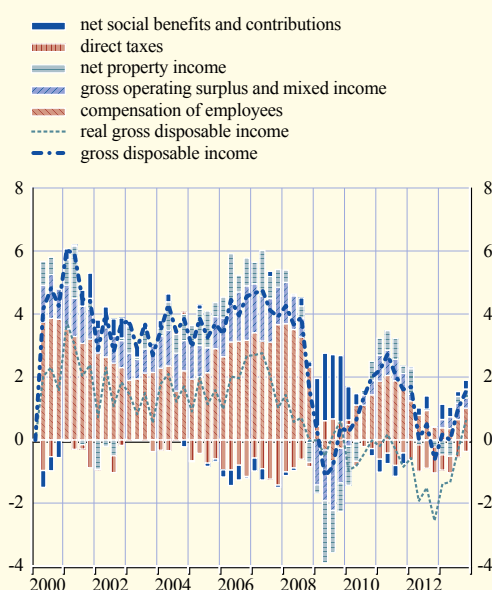 net social benefits and contributions
direct taxes
net property income
gross operating surplus and mixed income
compensation of employees
real gross disposable income
gross disposable income
8 8
6 6
4 4
2 2
0 0
-2 -2
-4 -4
2000 2002 2004 2006 2008 2010 2012